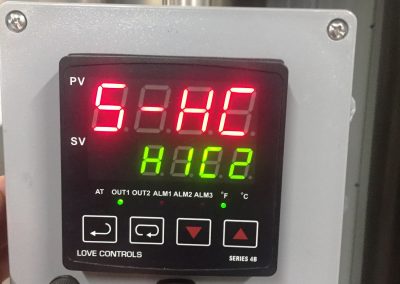 PV
S-HC
SV
H1C2
AT OUT1 OUT2 ALM1 ALM2 ALM3 °F °C
LOVE CONTROLS SERIES 4B